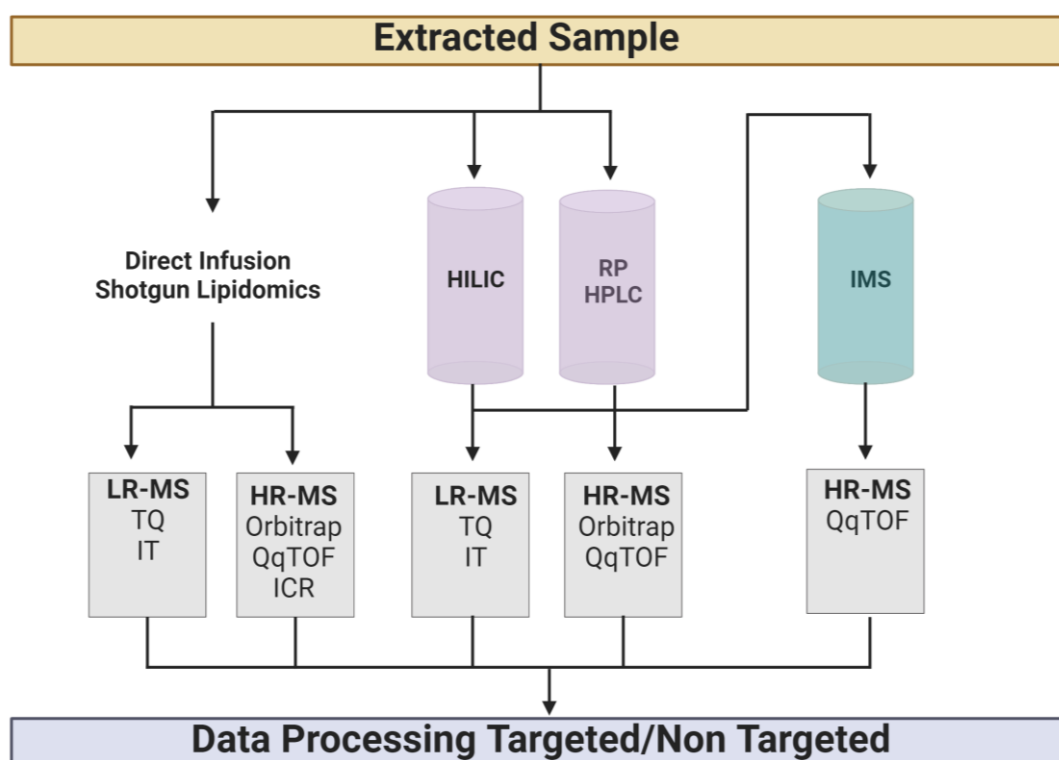 Extracted Sample
Direct Infusion
Shotgun Lipidomics
HILIC
RP
HPLC
IMS
LR-MS
TQ
IT
HR-MS
Orbitrap
QqTOF
ICR
LR-MS
TQ
IT
HR-MS
Orbitrap
QqTOF
HR-MS
QqTOF
Data Processing Targeted/Non Targeted